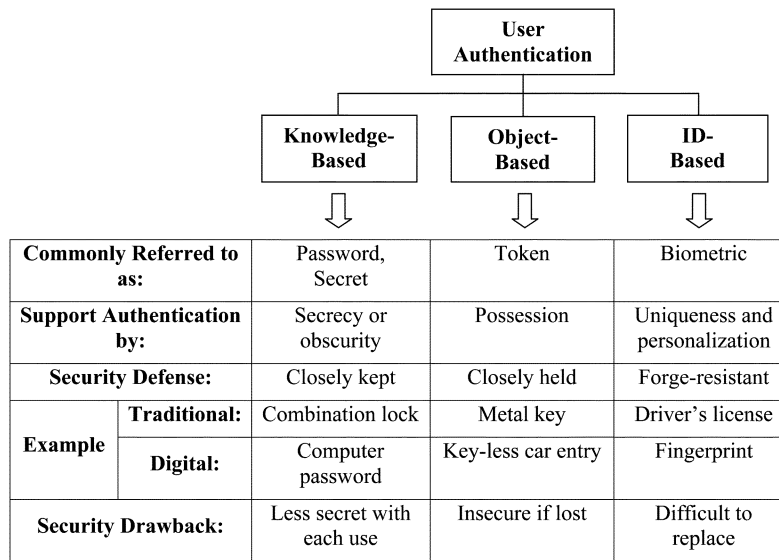 User
Authentication
Knowledge-
Based
Object-
Based
ID-
Based
Commonly Referred to
as:
Password,
Secret
Token
Biometric
Support Authentication
by:
Secrecy or
obscurity
Possession
Uniqueness and
personalization
Security Defense:
Closely kept
Closely held
Forge-resistant
Example
Traditional:
Combination lock
Metal key
Driver's license
Digital:
Computer
password
Key-less car entry
Fingerprint
Security Drawback:
Less secret with
each use
Insecure if lost
Difficult to
replace